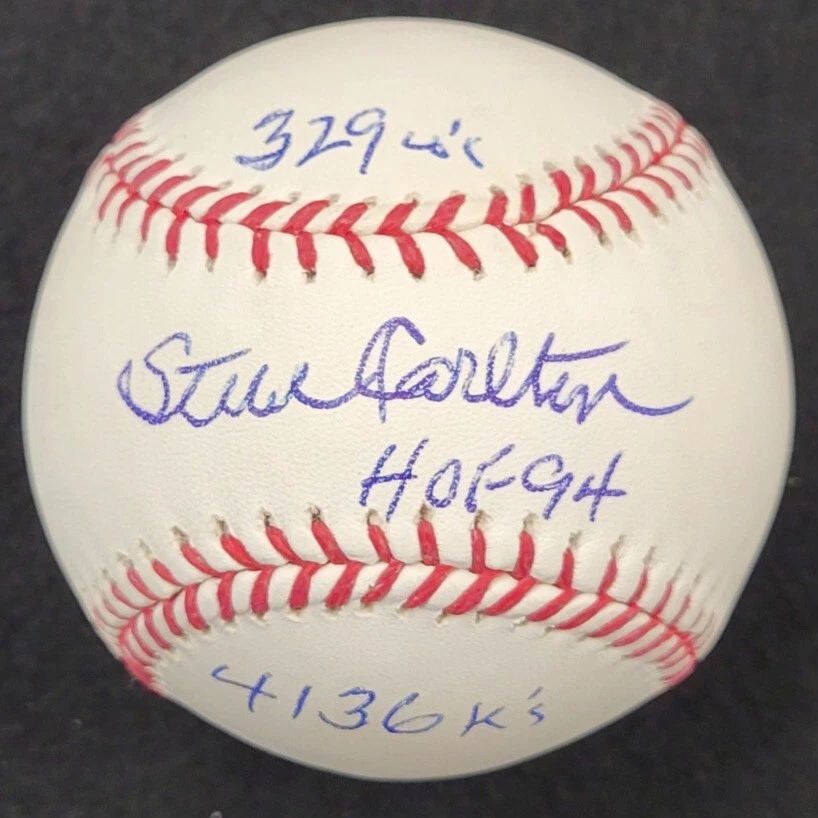 329 w's
Steve Carlton
HOF 94
4136 K's